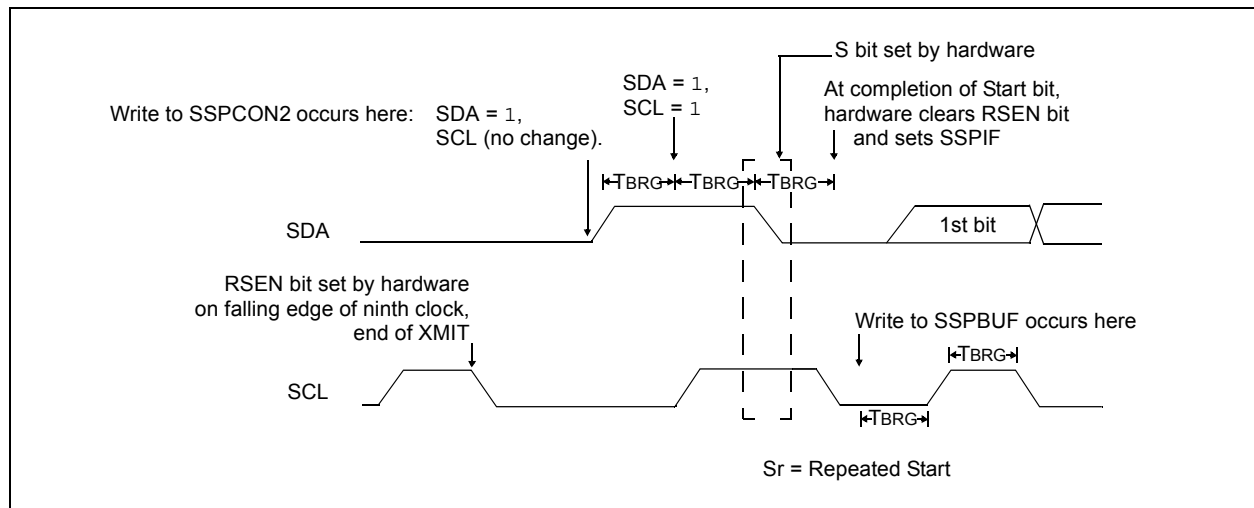 S bit set by hardware
SDA = 1,
SCL = 1
At completion of Start bit,
hardware clears RSEN bit
and sets SSPIF
Write to SSPCON2 occurs here:
SDA = 1,
SCL (no change).
TBRG
TBRG
TBRG
SDA
1st bit
RSEN bit set by hardware
on falling edge of ninth clock,
end of XMIT
Write to SSPBUF occurs here
TBRG
SCL
TBRG
Sr = Repeated Start